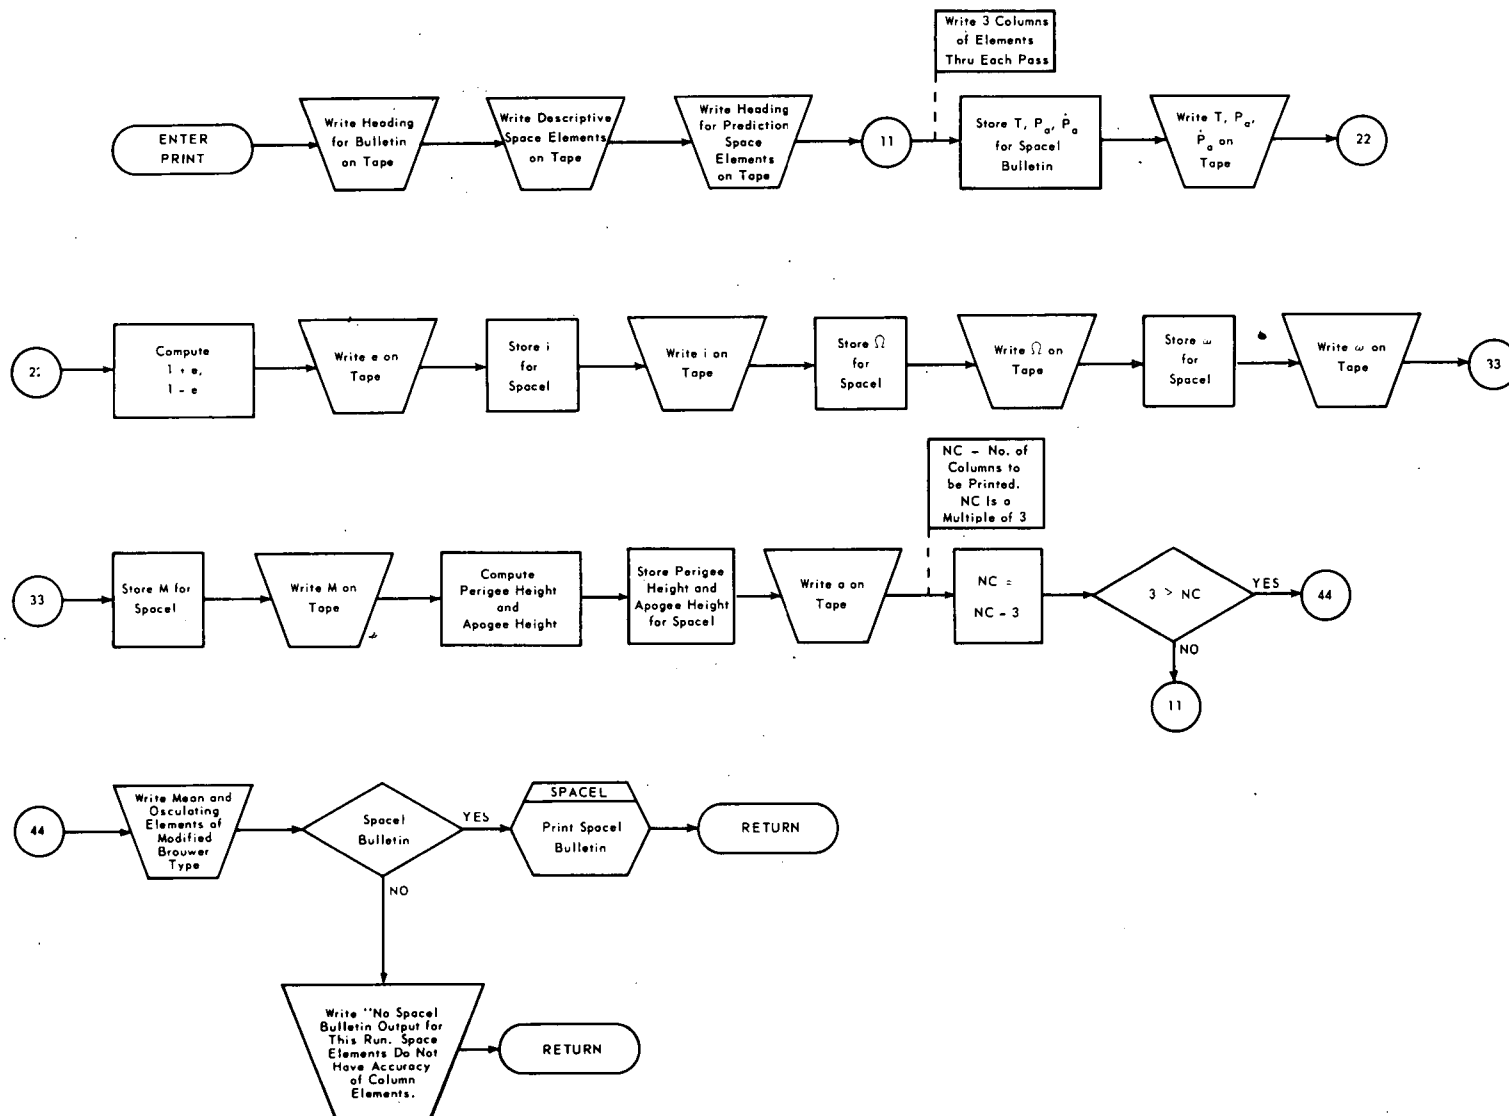 Write 3 Columns
of Elements
Thru Each Pass
ENTER
PRINT
Write Heading
for Bulletin
on Tape
Write Descriptive
Space Elements
on Tape
Write Heading
for Prediction
Space
Elements
on Tape
11
Store T, Pa, Ṗa
for Spacel
Bulletin
Write T, Pa,
Ṗa on
Tape
22
22
Compute
1 + e,
1 – e
Write e on
Tape
Store i
for
Spacel
Write i on
Tape
Store Ω
for
Spacel
Write Ω on
Tape
Store ω
for
Spacel
Write ω on
Tape
33
NC – No. of
Columns to
be Printed.
NC Is a
Multiple of 3
33
Store M for
Spacel
Write M on
Tape
Compute
Perigee Height
and
Apogee Height
Store Perigee
Height and
Apogee Height
for Spacel
Write a on
Tape
NC =
NC – 3
3 > NC
YES
44
NO
11
44
Write Mean and
Osculating
Elements of
Modified
Brouwer
Type
Spacel
Bulletin
YES
SPACEL
Print Spacel
Bulletin
RETURN
NO
Write "No Spacel
Bulletin Output for
This Run. Space
Elements Do Not
Have Accuracy
of Column
Elements.
RETURN